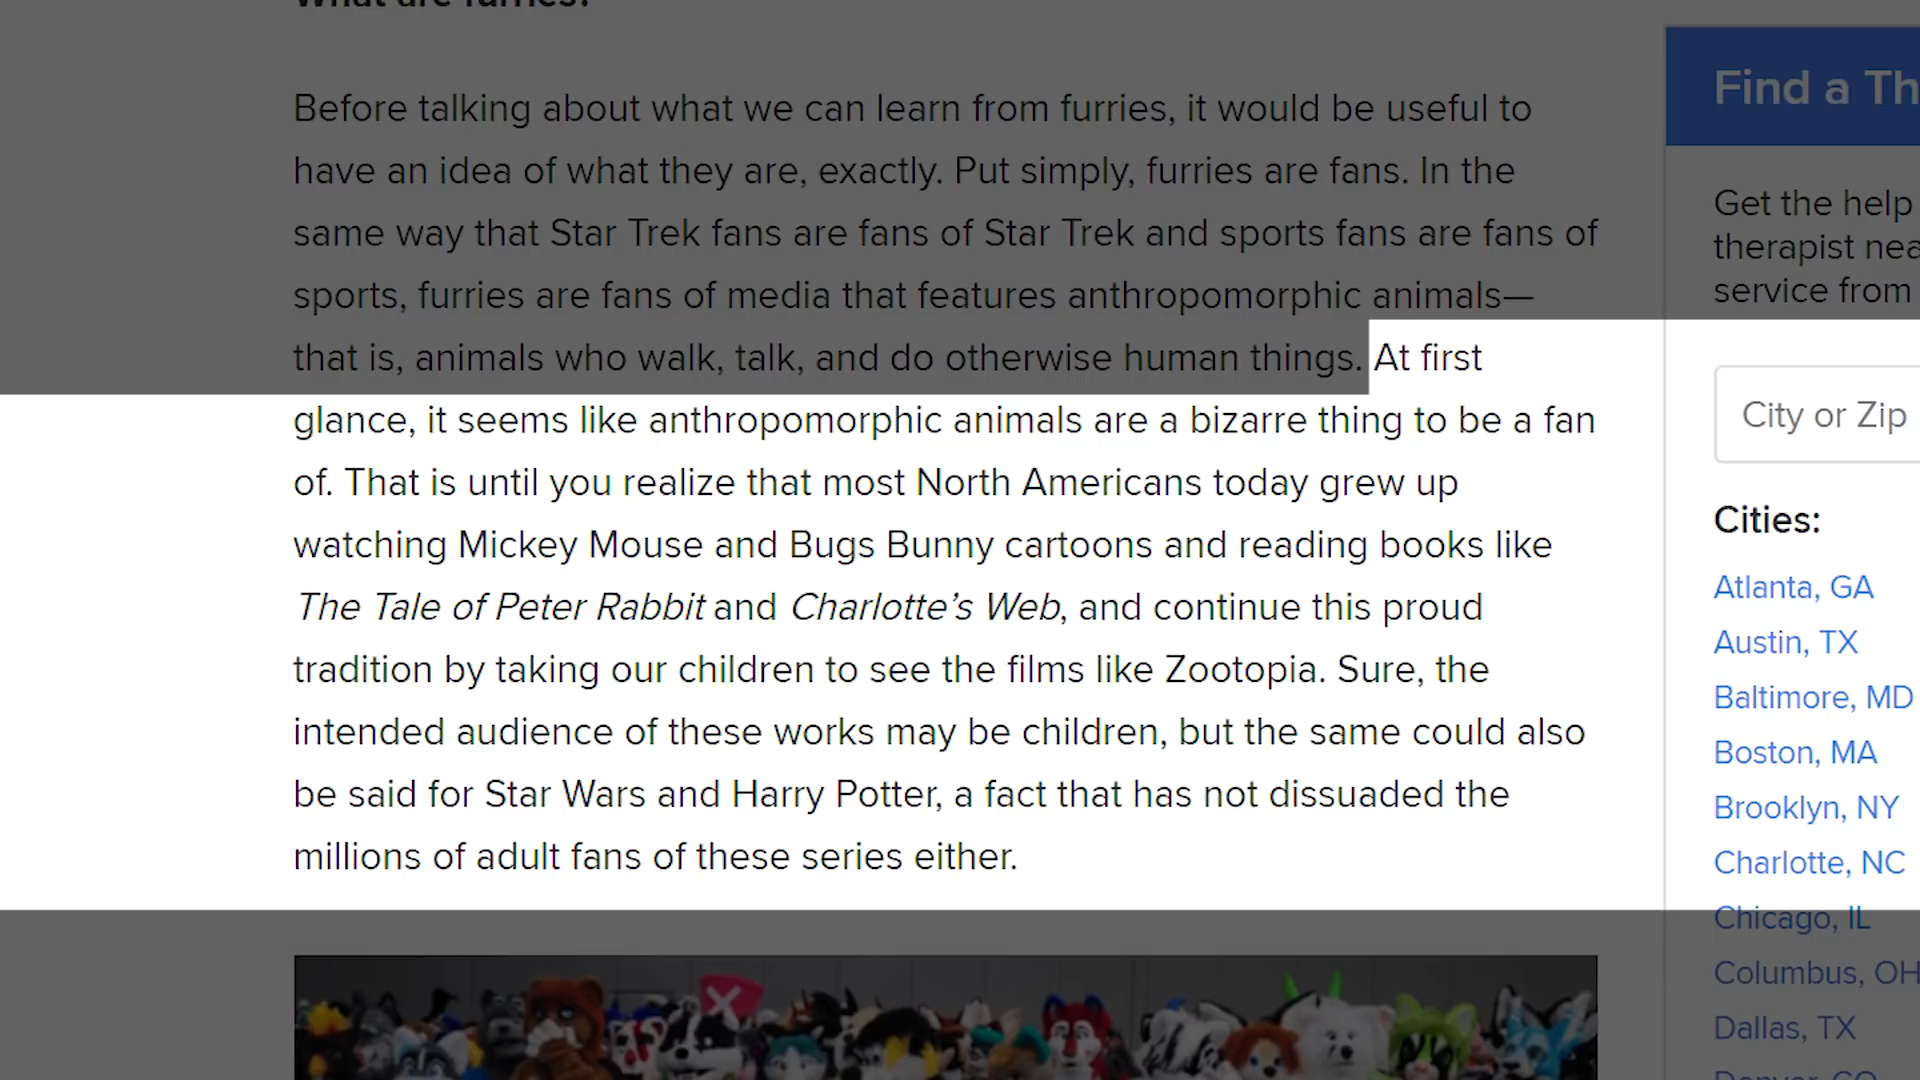 What are furries?
Before talking about what we can learn from furries, it would be useful to
have an idea of what they are, exactly. Put simply, furries are fans. In the
same way that Star Trek fans are fans of Star Trek and sports fans are fans of
sports, furries are fans of media that features anthropomorphic animals—
that is, animals who walk, talk, and do otherwise human things. At first
glance, it seems like anthropomorphic animals are a bizarre thing to be a fan
of. That is until you realize that most North Americans today grew up
watching Mickey Mouse and Bugs Bunny cartoons and reading books like
The Tale of Peter Rabbit and Charlotte’s Web, and continue this proud
tradition by taking our children to see the films like Zootopia. Sure, the
intended audience of these works may be children, but the same could also
be said for Star Wars and Harry Potter, a fact that has not dissuaded the
millions of adult fans of these series either.
Find a Th
Get the help
therapist nea
service from
City or Zip
Cities:
Atlanta, GA
Austin, TX
Baltimore, MD
Boston, MA
Brooklyn, NY
Charlotte, NC
Chicago, IL
Columbus, OH
Dallas, TX
Denver, CO